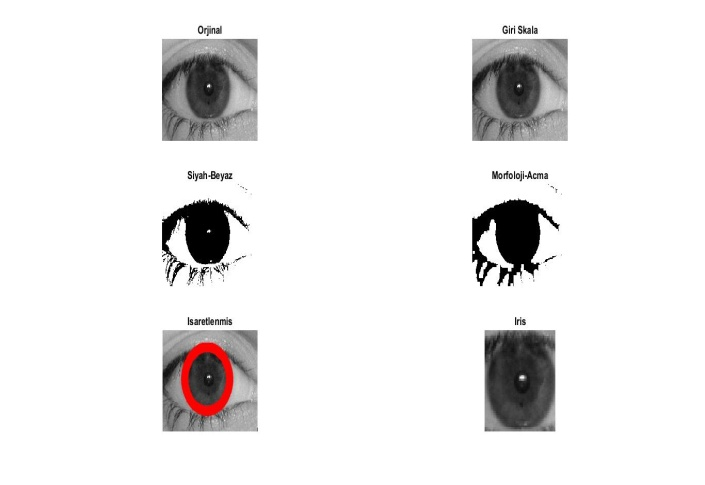 Orjinal
Giri Skala
Siyah-Beyaz
Morfoloji-Acma
Isaretlenmis
Iris